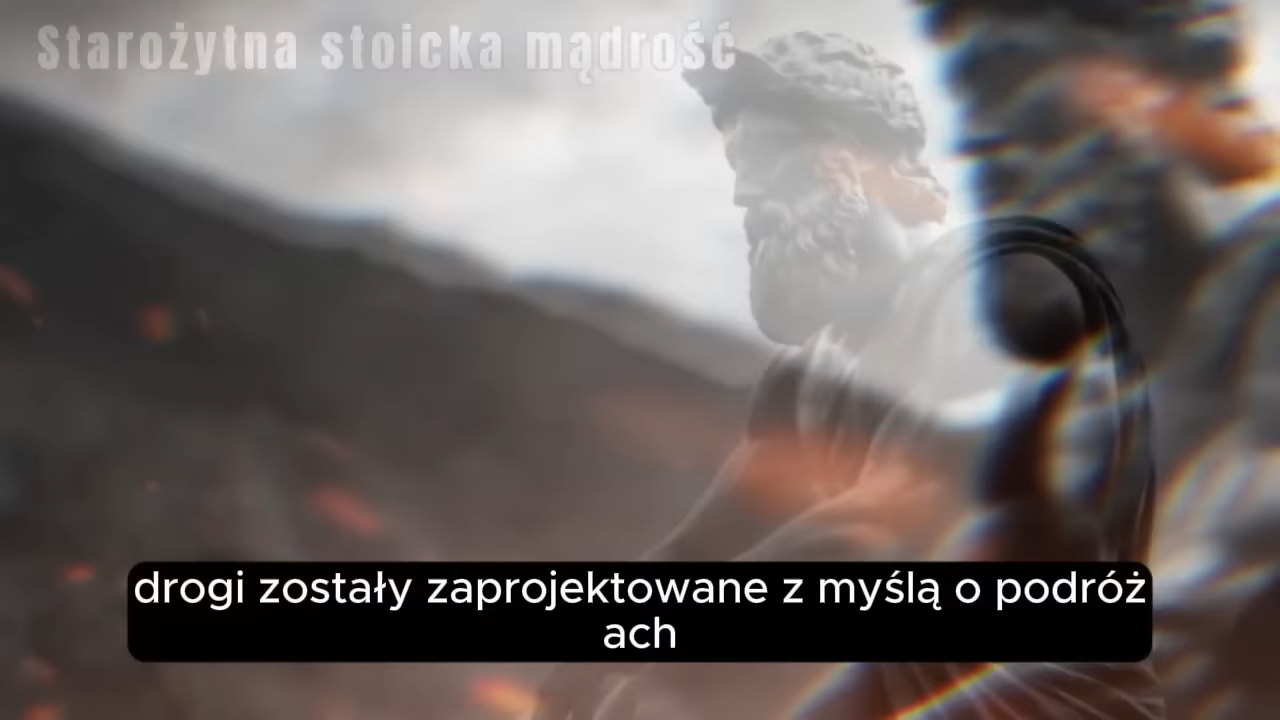 Starożytna stoicka mądrość
drogi zostały zaprojektowane z myślą o podróż
ach